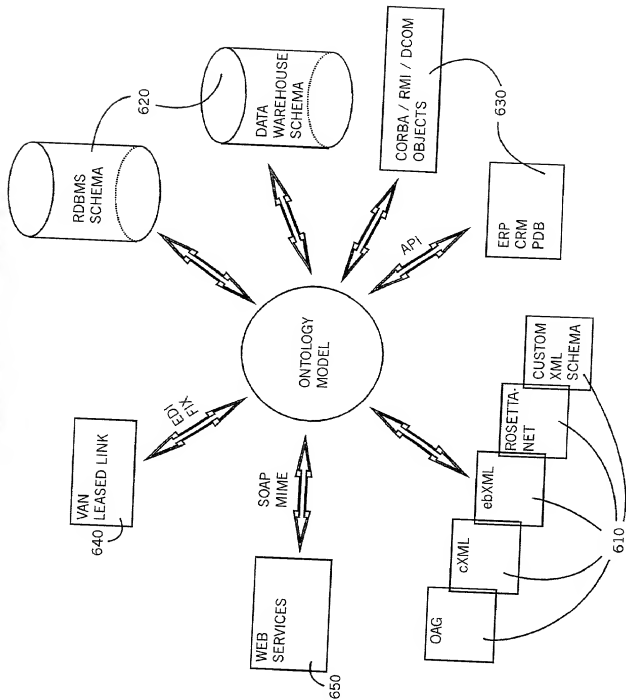 RDBMS
SCHEMA
620
DATA
WAREHOUSE
SCHEMA
CORBA / RMI / DCOM
OBJECTS
630
API
ERP
CRM
PDB
ONTOLOGY
MODEL
VAN
LEASED LINK
640
EDI
FIX
SOAP
MIME
WEB
SERVICES
650
OAG
cXML
ebXML
ROSETTA-
NET
CUSTOM
XML
SCHEMA
610